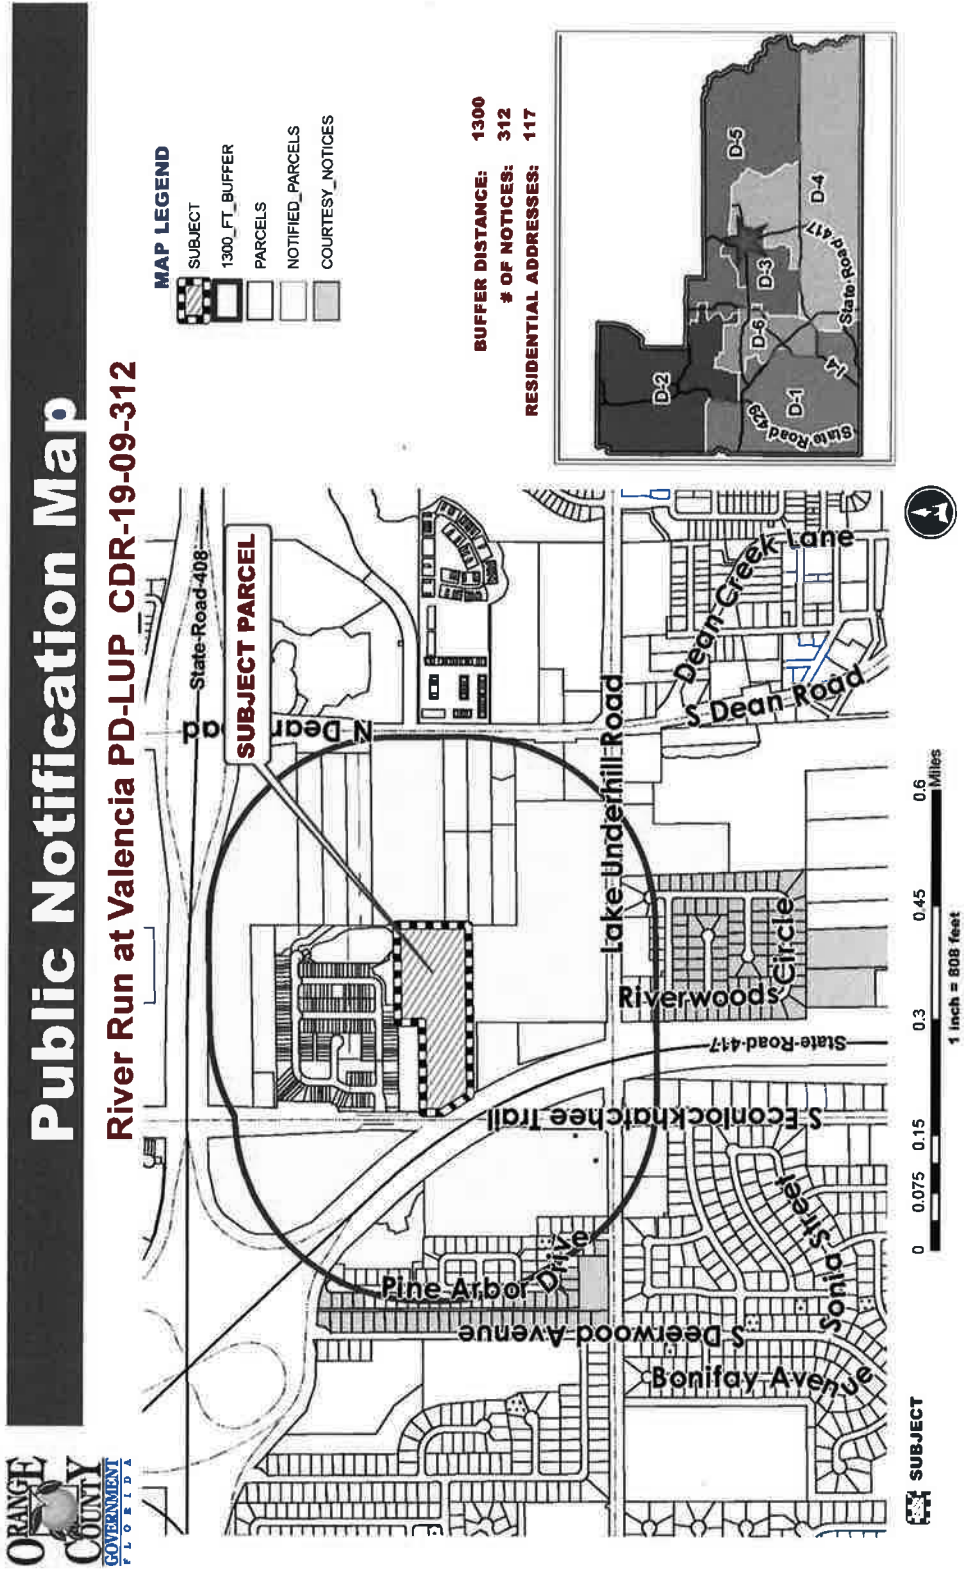 Public Notification Map
ORANGE
COUNTY
GOVERNMENT
FLORIDA
River Run at Valencia PD-LUP_CDR-19-09-312
MAP LEGEND
SUBJECT
1300_FT_BUFFER
PARCELS
NOTIFIED_PARCELS
COURTESY_NOTICES
BUFFER DISTANCE: 1300
# OF NOTICES: 312
RESIDENTIAL ADDRESSES: 117
D-2
D-5
D-3
D-6
D-4
D-1
State Road 429
State Road 417
I-4
State Road 408
SUBJECT PARCEL
N Dean Road
Lake Underhill Road
S Dean Road
Dean Creek Lane
Riverwoods Circle
State Road 417
S Econlockhatchee Trail
Pine Arbor Drive
S Deerwood Avenue
Sonia Street
Bonifay Avenue
SUBJECT
0 0.075 0.15 0.3 0.45 0.6
Miles
1 inch = 808 feet